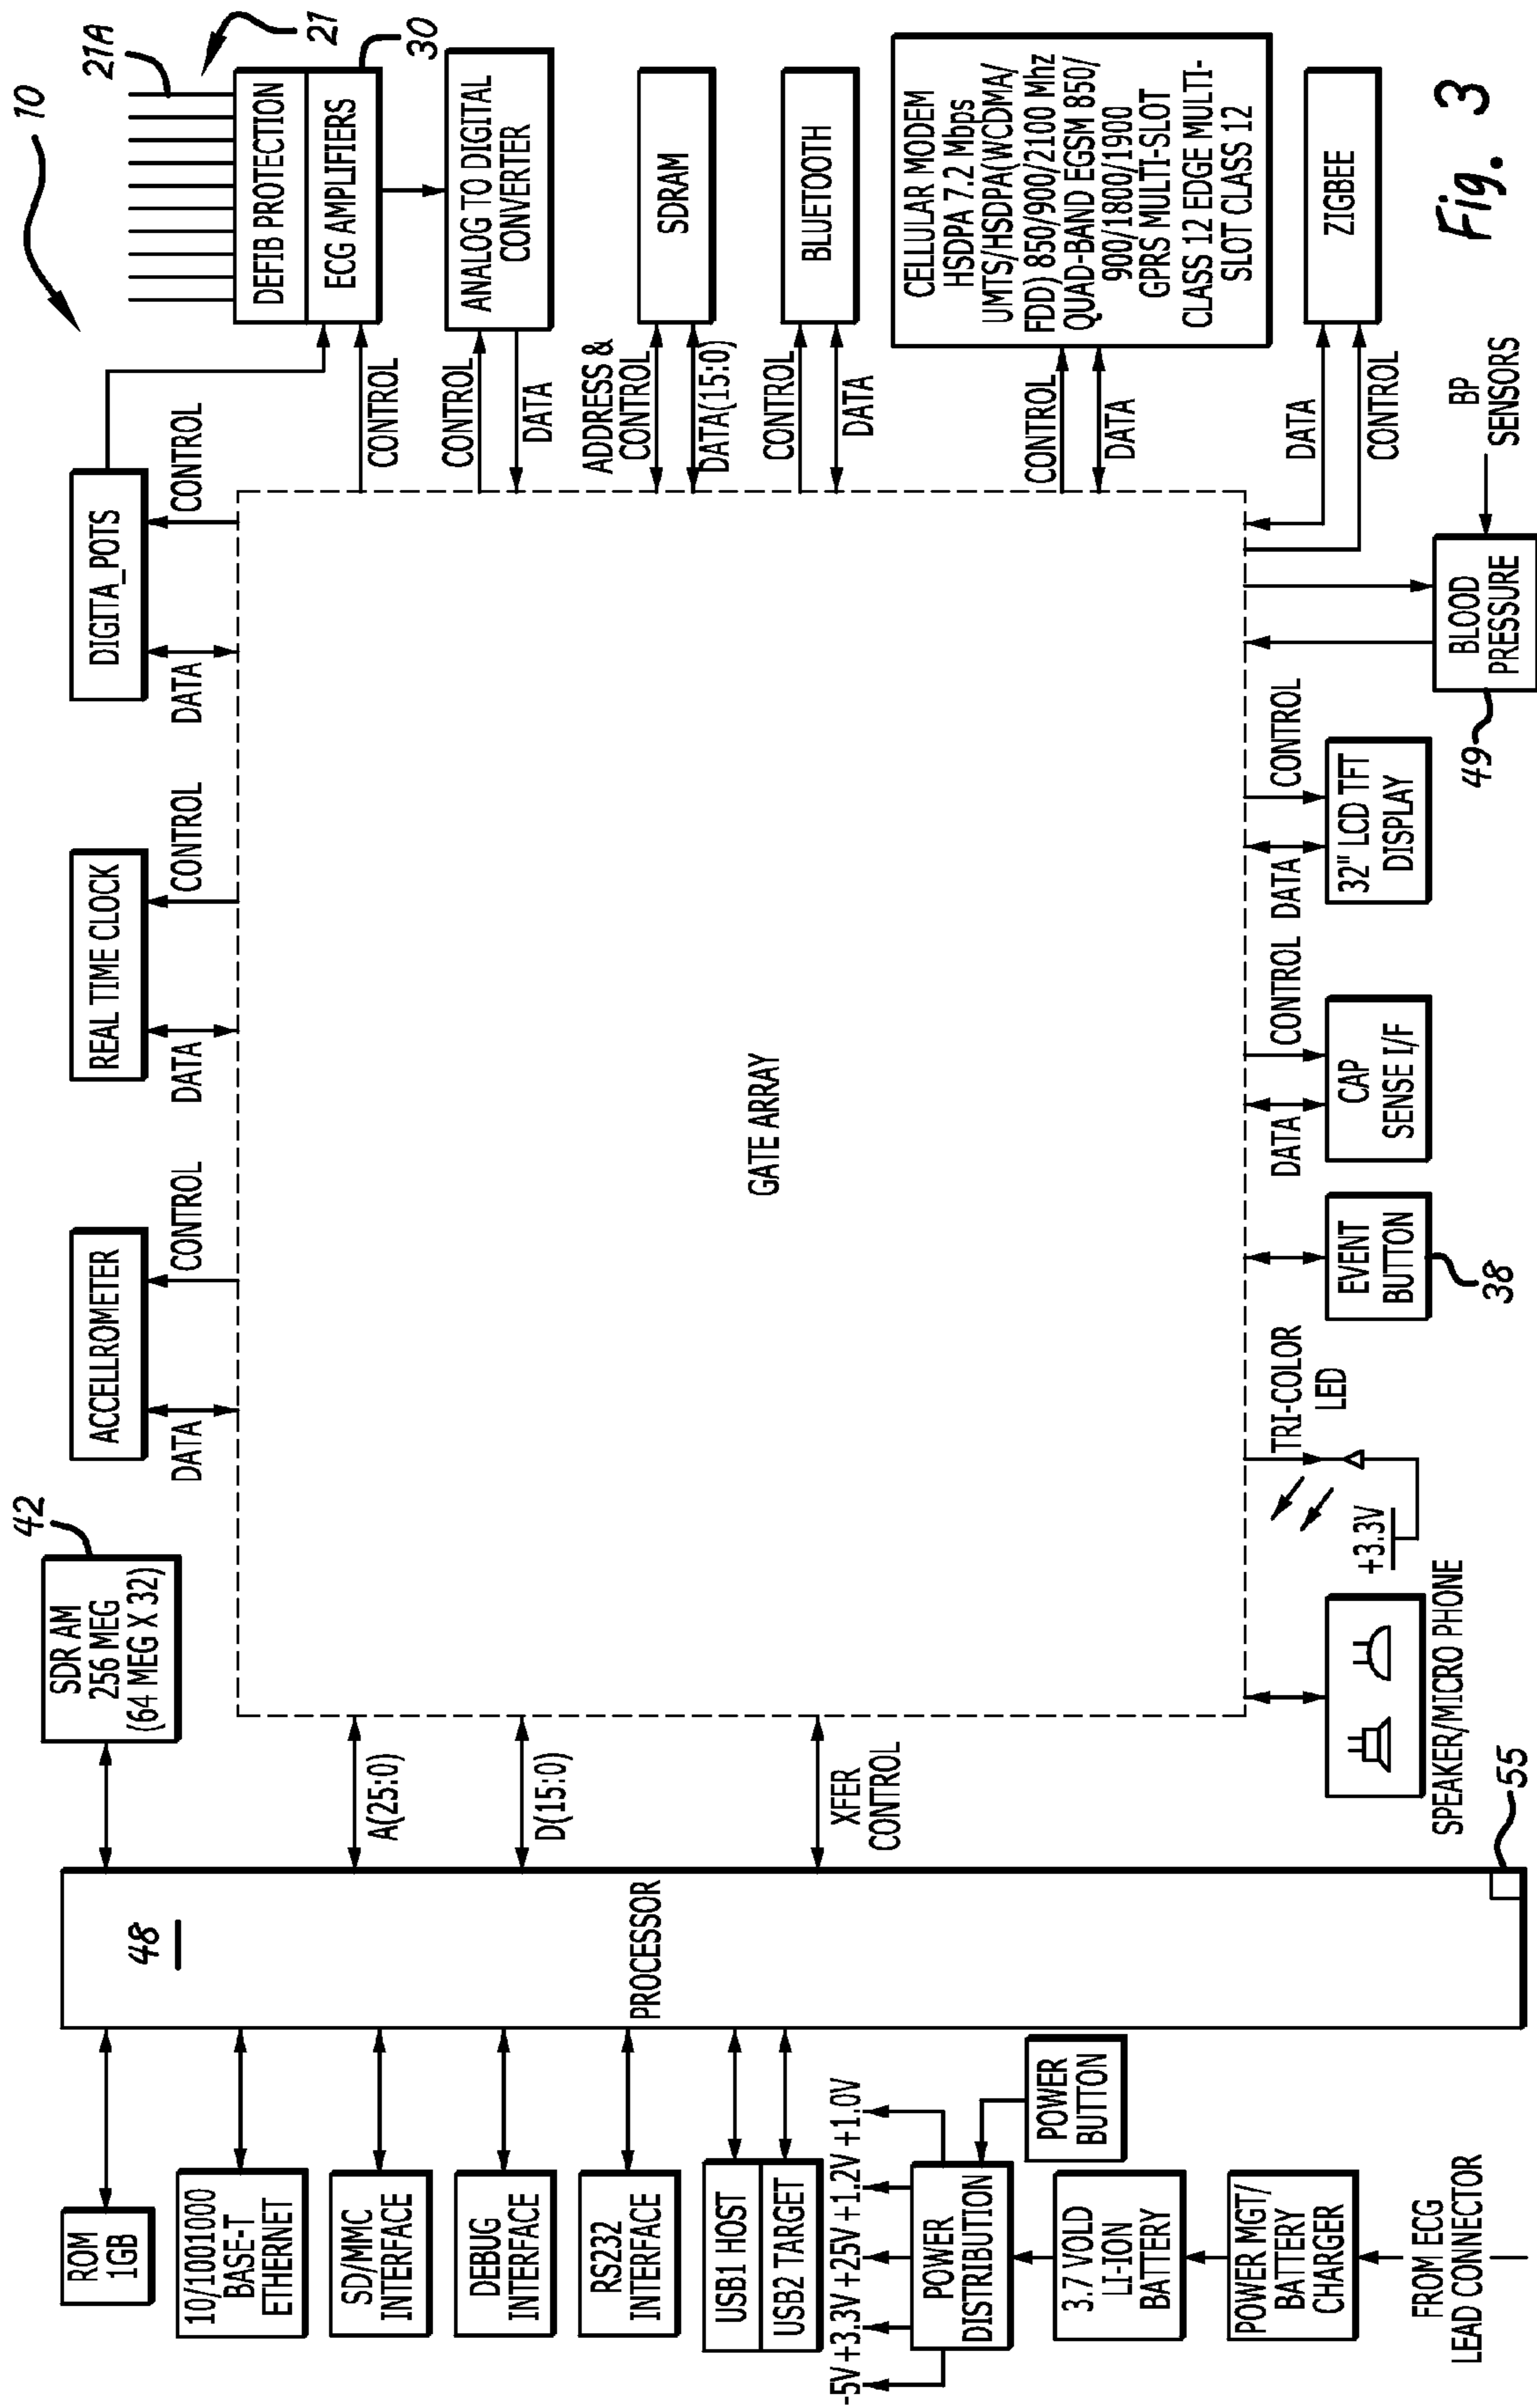 10
ROM
1GB
10/1001000
BASE-T
ETHERNET
SD/MMC
INTERFACE
DEBUG
INTERFACE
RS232
INTERFACE
USB1 HOST
USB2 TARGET
-5V +3.3V +25V +1.2V +1.0V
POWER
DISTRIBUTION
POWER
BUTTON
3.7 VOLD
LI-ION
BATTERY
POWER MGT/
BATTERY
CHARGER
FROM ECG
LEAD CONNECTOR
48
PROCESSOR
55
SDR AM
256 MEG
(64 MEG X 32)
42
A(25:0)
D(15:0)
XFER
CONTROL
ACCELLROMETER
DATA
CONTROL
REAL TIME CLOCK
DATA
CONTROL
DIGITA_POTS
DATA
CONTROL
GATE ARRAY
21A
21
DEFIB PROTECTION
ECG AMPLIFIERS
30
CONTROL
ANALOG TO DIGITAL
CONVERTER
CONTROL
DATA
SDRAM
ADDRESS &
CONTROL
DATA(15:0)
BLUETOOTH
CONTROL
DATA
CELLULAR MODEM
HSDPA 7.2 Mbps
UMTS/HSDPA(WCDMA/
FDD) 850/900/2100 Mhz
QUAD-BAND EGSM 850/
900/1800/1900
GPRS MULTI-SLOT
CLASS 12 EDGE MULTI-
SLOT CLASS 12
CONTROL
DATA
ZIGBEE
DATA
CONTROL
SPEAKER/MICRO PHONE
+3.3V
TRI-COLOR
LED
EVENT
BUTTON
38
DATA
CONTROL
CAP
SENSE I/F
DATA
CONTROL
32" LCD TFT
DISPLAY
BLOOD
PRESSURE
49
BP
SENSORS
Fig. 3